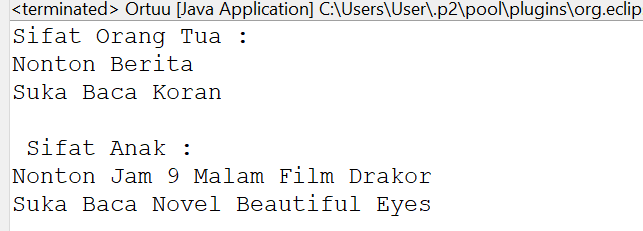 <terminated> Ortuu [Java Application] C:\Users\User\.p2\pool\plugins\org.eclip
Sifat Orang Tua :
Nonton Berita
Suka Baca Koran
Sifat Anak :
Nonton Jam 9 Malam Film Drakor
Suka Baca Novel Beautiful Eyes